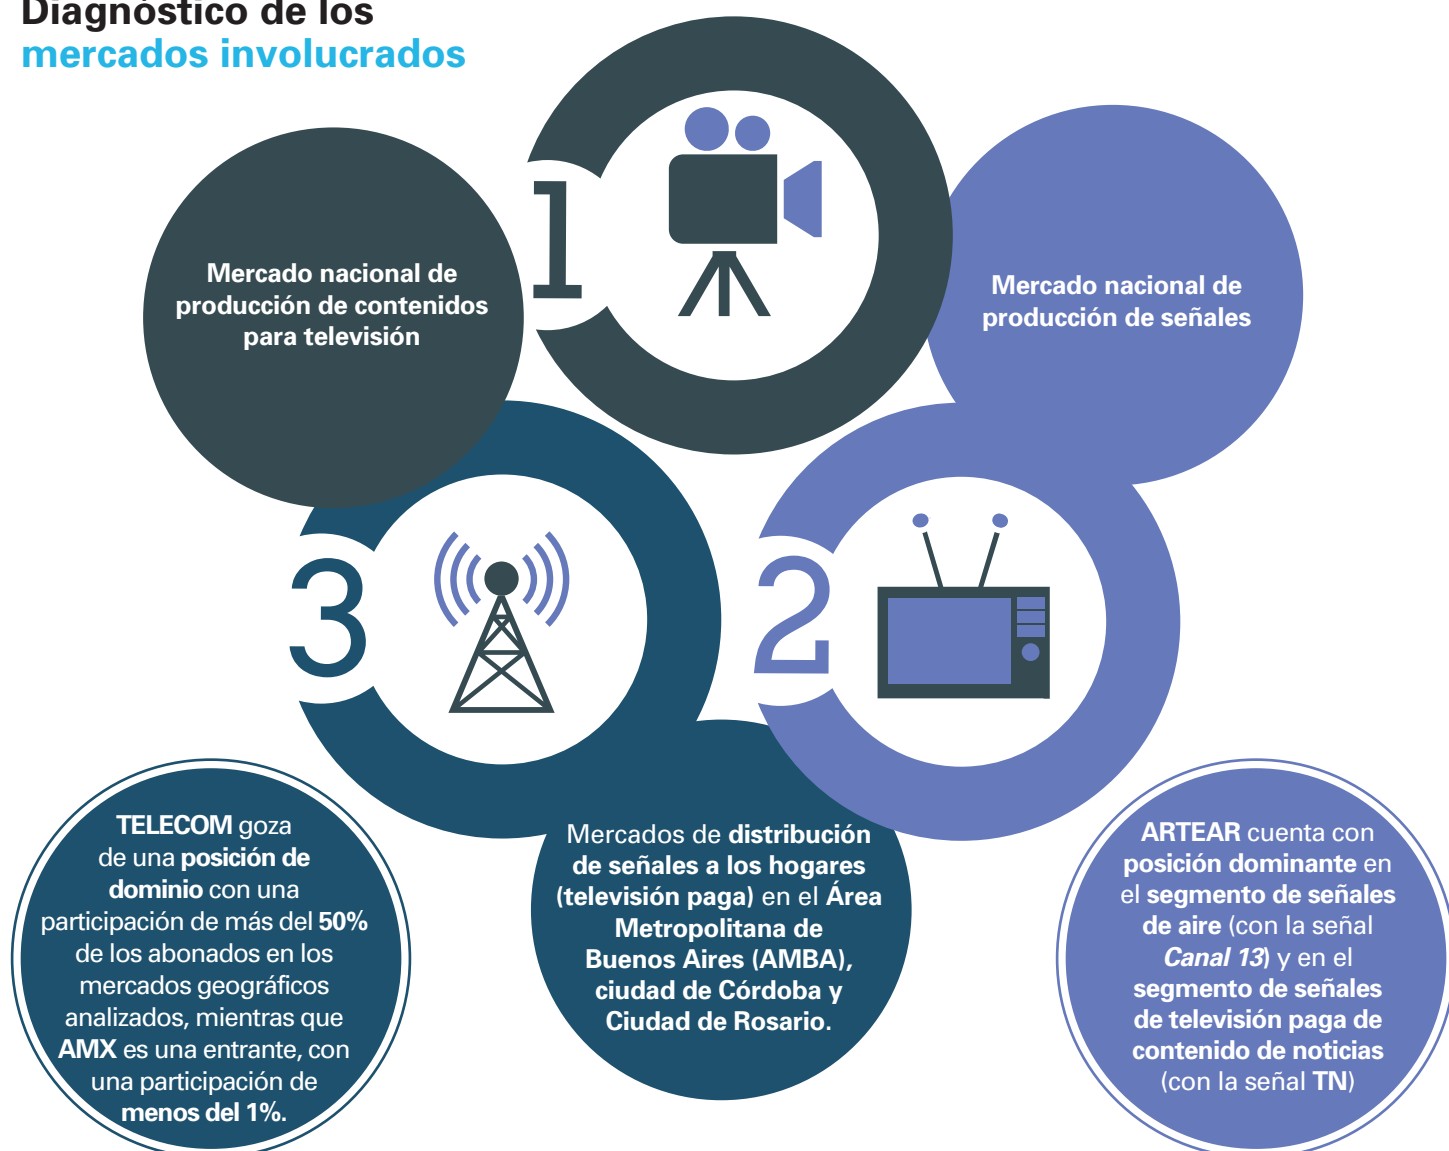 Diagnóstico de los
mercados involucrados
1
Mercado nacional de
producción de contenidos
para televisión
Mercado nacional de
producción de señales
2
3
Mercados de distribución
de señales a los hogares
(televisión paga) en el Área
Metropolitana de
Buenos Aires (AMBA),
ciudad de Córdoba y
Ciudad de Rosario.
TELECOM goza
de una posición de
dominio con una
participación de más del 50%
de los abonados en los
mercados geográficos
analizados, mientras que
AMX es una entrante, con
una participación de
menos del 1%.
ARTEAR cuenta con
posición dominante en
el segmento de señales
de aire (con la señal
Canal 13) y en el
segmento de señales
de televisión paga de
contenido de noticias
(con la señal TN)